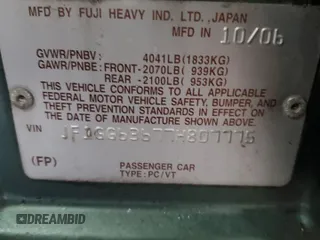 MFD BY FUJI HEAVY IND. LTD., JAPAN
MFD IN 10/06
GVWR/PNBV : 4041LB(1833KG)
GAWR/PNBE : FRONT-2070LB( 939KG)
REAR -2100LB( 953KG)
THIS VEHICLE CONFORMS TO ALL APPLICABLE
FEDERAL MOTOR VEHICLE SAFETY, BUMPER, AND
THEFT PREVENTION STANDARDS IN EFFECT ON THE
DATE OF MANUFACTURE SHOWN ABOVE.
VIN
(FP)
PASSENGER CAR
TYPE : PC/VT
DREAMBID